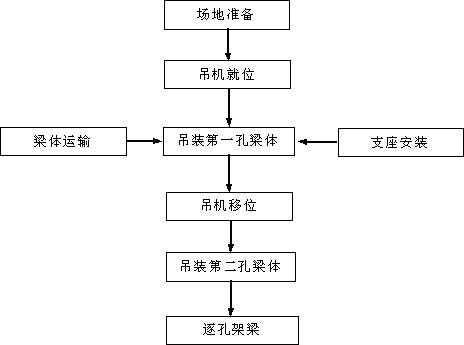 场地准备
吊机就位
梁体运输
吊装第一孔梁体
支座安装
吊机移位
吊装第二孔梁体
逐孔架梁